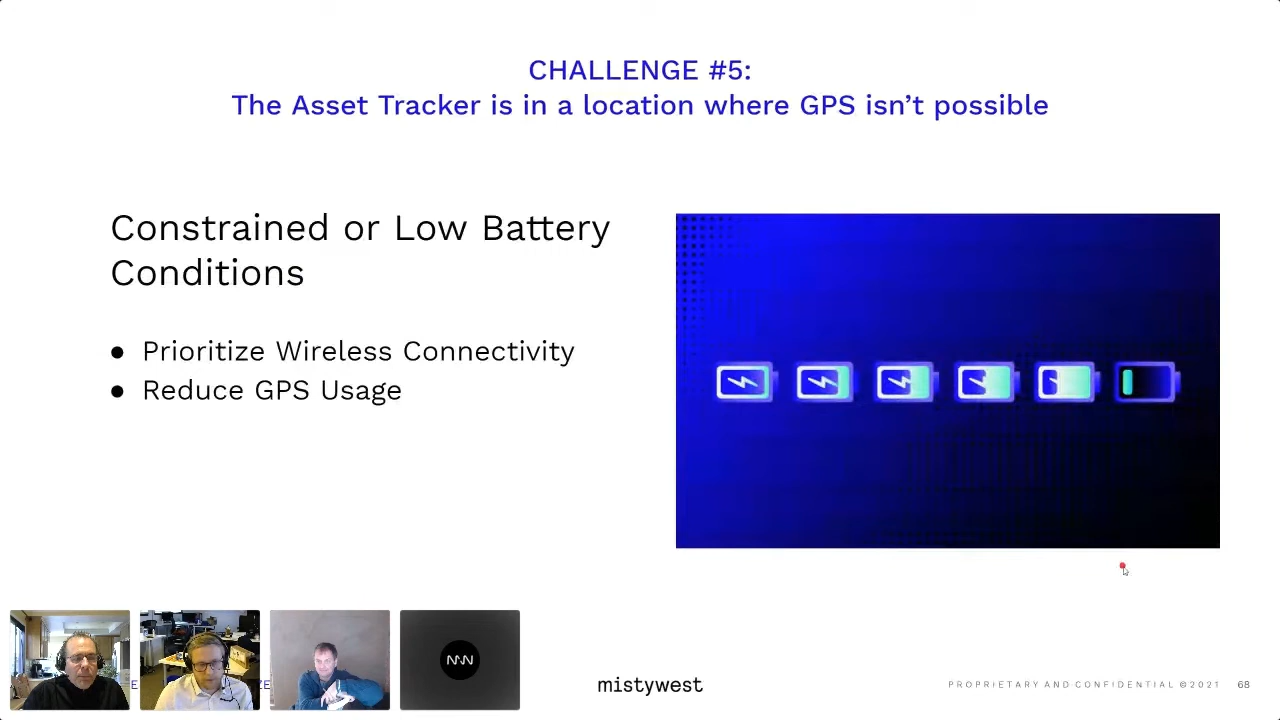 CHALLENGE #5:
The Asset Tracker is in a location where GPS isn’t possible
Constrained or Low Battery
Conditions
● Prioritize Wireless Connectivity
● Reduce GPS Usage
mistywest
PROPRIETARY AND CONFIDENTIAL ©2021 68